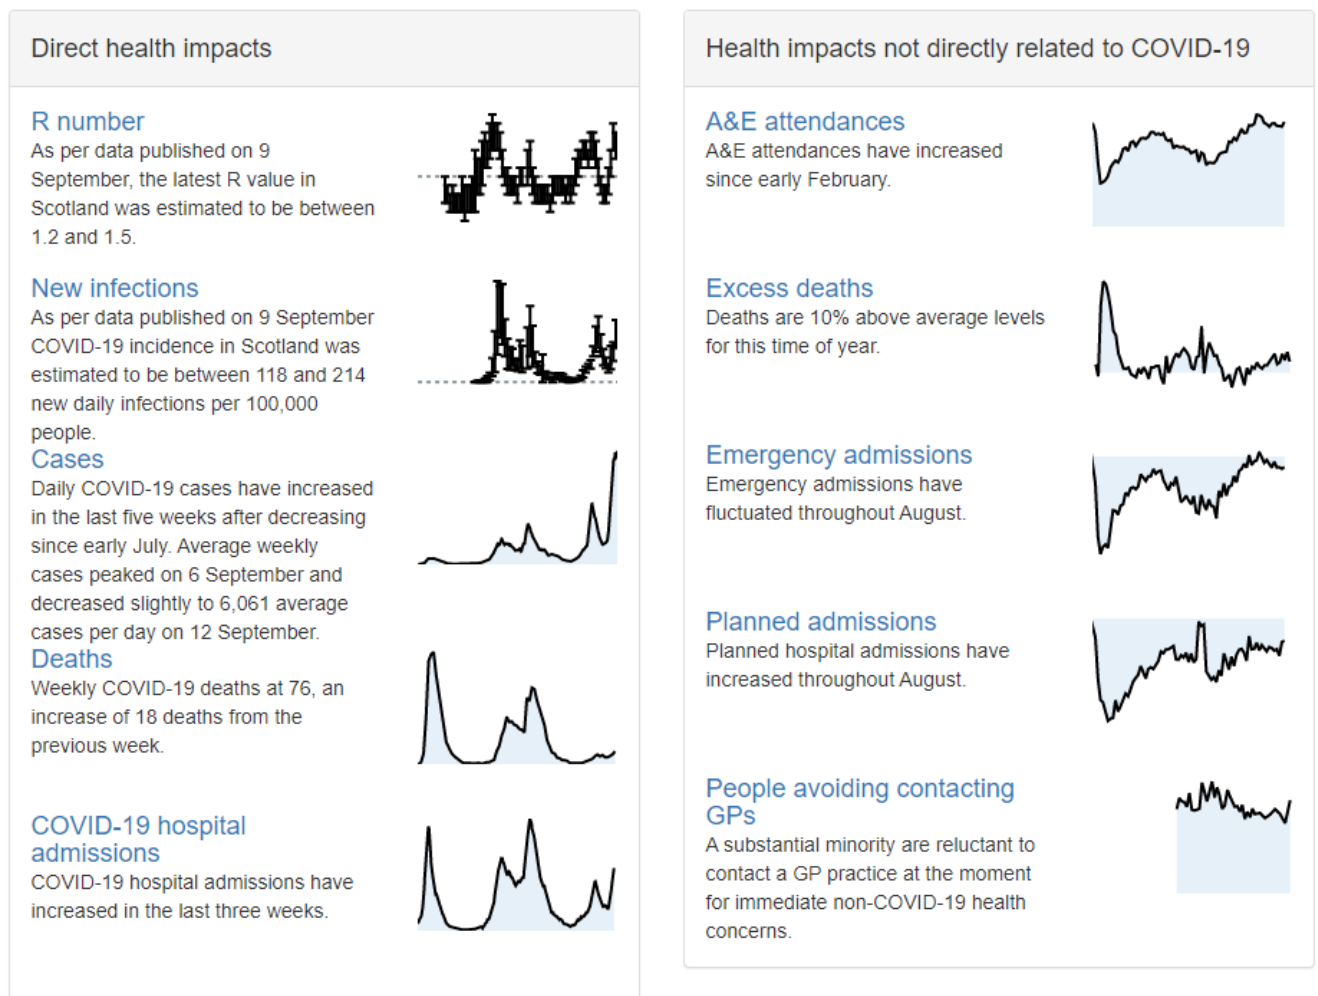 Direct health impacts
R number
As per data published on 9
September, the latest R value in
Scotland was estimated to be between
1.2 and 1.5.
New infections
As per data published on 9 September
COVID-19 incidence in Scotland was
estimated to be between 118 and 214
new daily infections per 100,000
people.
Cases
Daily COVID-19 cases have increased
in the last five weeks after decreasing
since early July. Average weekly
cases peaked on 6 September and
decreased slightly to 6,061 average
cases per day on 12 September.
Deaths
Weekly COVID-19 deaths at 76, an
increase of 18 deaths from the
previous week.
COVID-19 hospital
admissions
COVID-19 hospital admissions have
increased in the last three weeks.
Health impacts not directly related to COVID-19
A&E attendances
A&E attendances have increased
since early February.
Excess deaths
Deaths are 10% above average levels
for this time of year.
Emergency admissions
Emergency admissions have
fluctuated throughout August.
Planned admissions
Planned hospital admissions have
increased throughout August.
People avoiding contacting
GPs
A substantial minority are reluctant to
contact a GP practice at the moment
for immediate non-COVID-19 health
concerns.